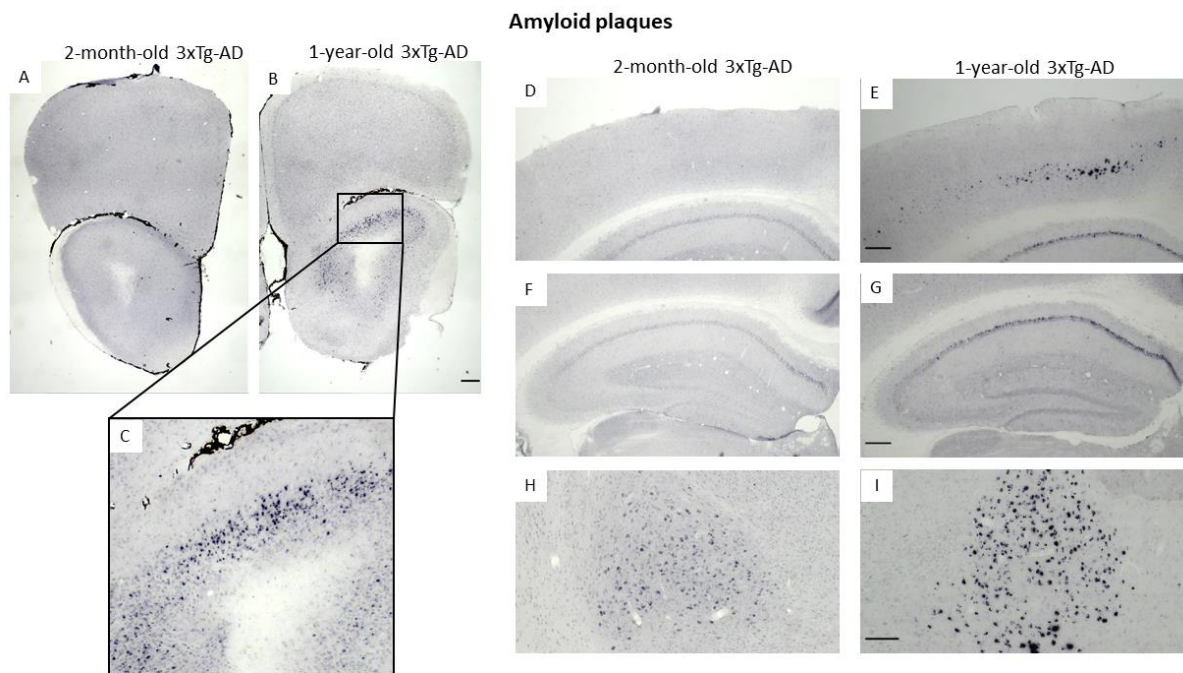 Amyloid plaques
2-month-old 3xTg-AD
1-year-old 3xTg-AD
A
B
C
2-month-old 3xTg-AD
1-year-old 3xTg-AD
D
E
F
G
H
I